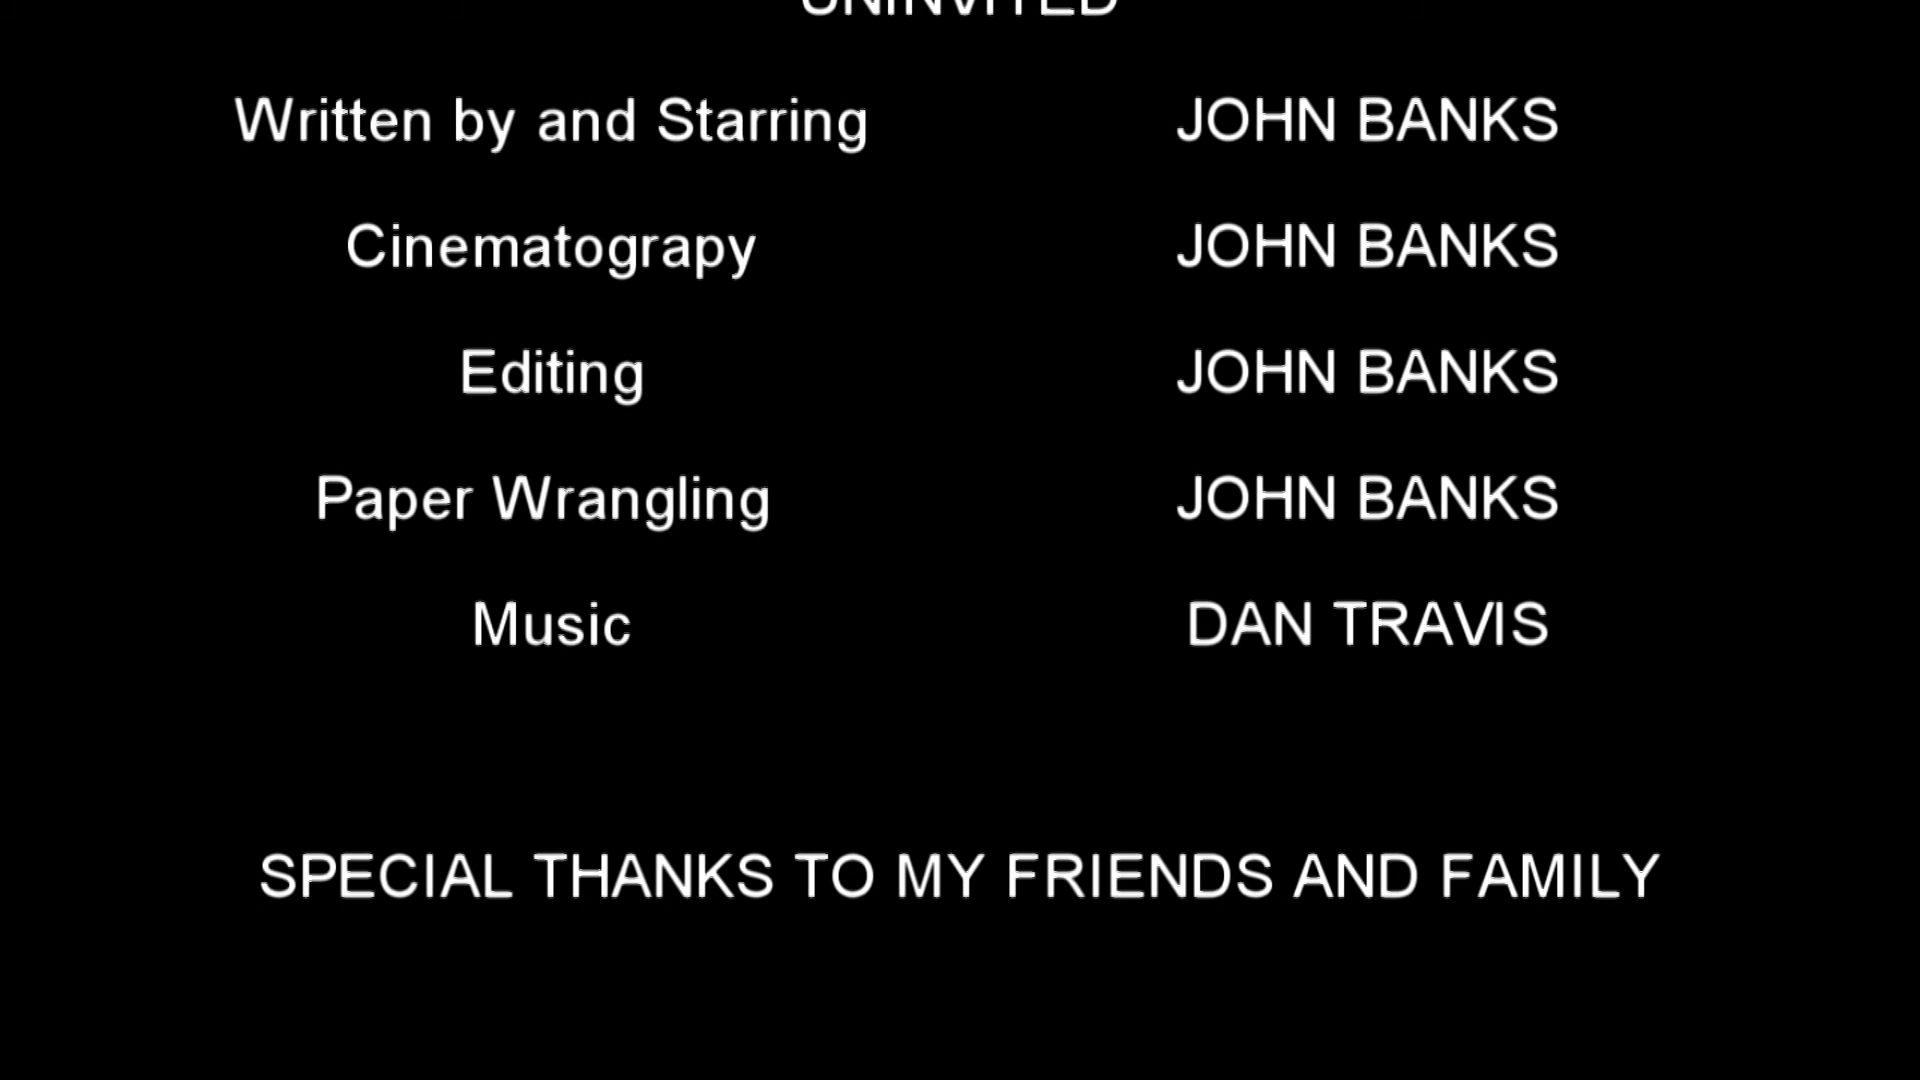 UNINVITED
Written by and Starring JOHN BANKS
Cinematograpy JOHN BANKS
Editing JOHN BANKS
Paper Wrangling JOHN BANKS
Music DAN TRAVIS
SPECIAL THANKS TO MY FRIENDS AND FAMILY